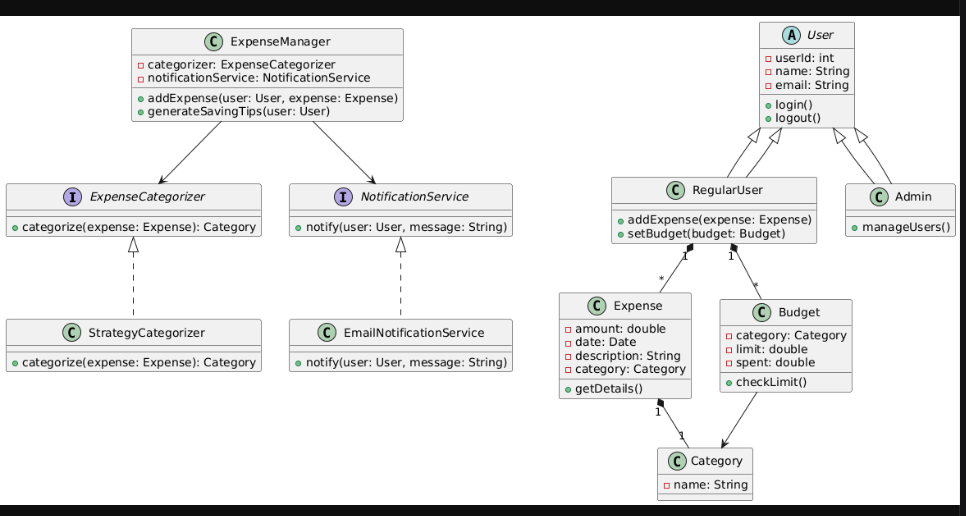 C ExpenseManager
categorizer: ExpenseCategorizer
notificationService: NotificationService
addExpense(user: User, expense: Expense)
generateSavingTips(user: User)
A User
userId: int
name: String
email: String
login()
logout()
I ExpenseCategorizer
categorize(expense: Expense): Category
I NotificationService
notify(user: User, message: String)
C RegularUser
addExpense(expense: Expense)
setBudget(budget: Budget)
C Admin
manageUsers()
1
1
*
*
C StrategyCategorizer
categorize(expense: Expense): Category
C EmailNotificationService
notify(user: User, message: String)
C Expense
amount: double
date: Date
description: String
category: Category
getDetails()
C Budget
category: Category
limit: double
spent: double
checkLimit()
1
1
C Category
name: String